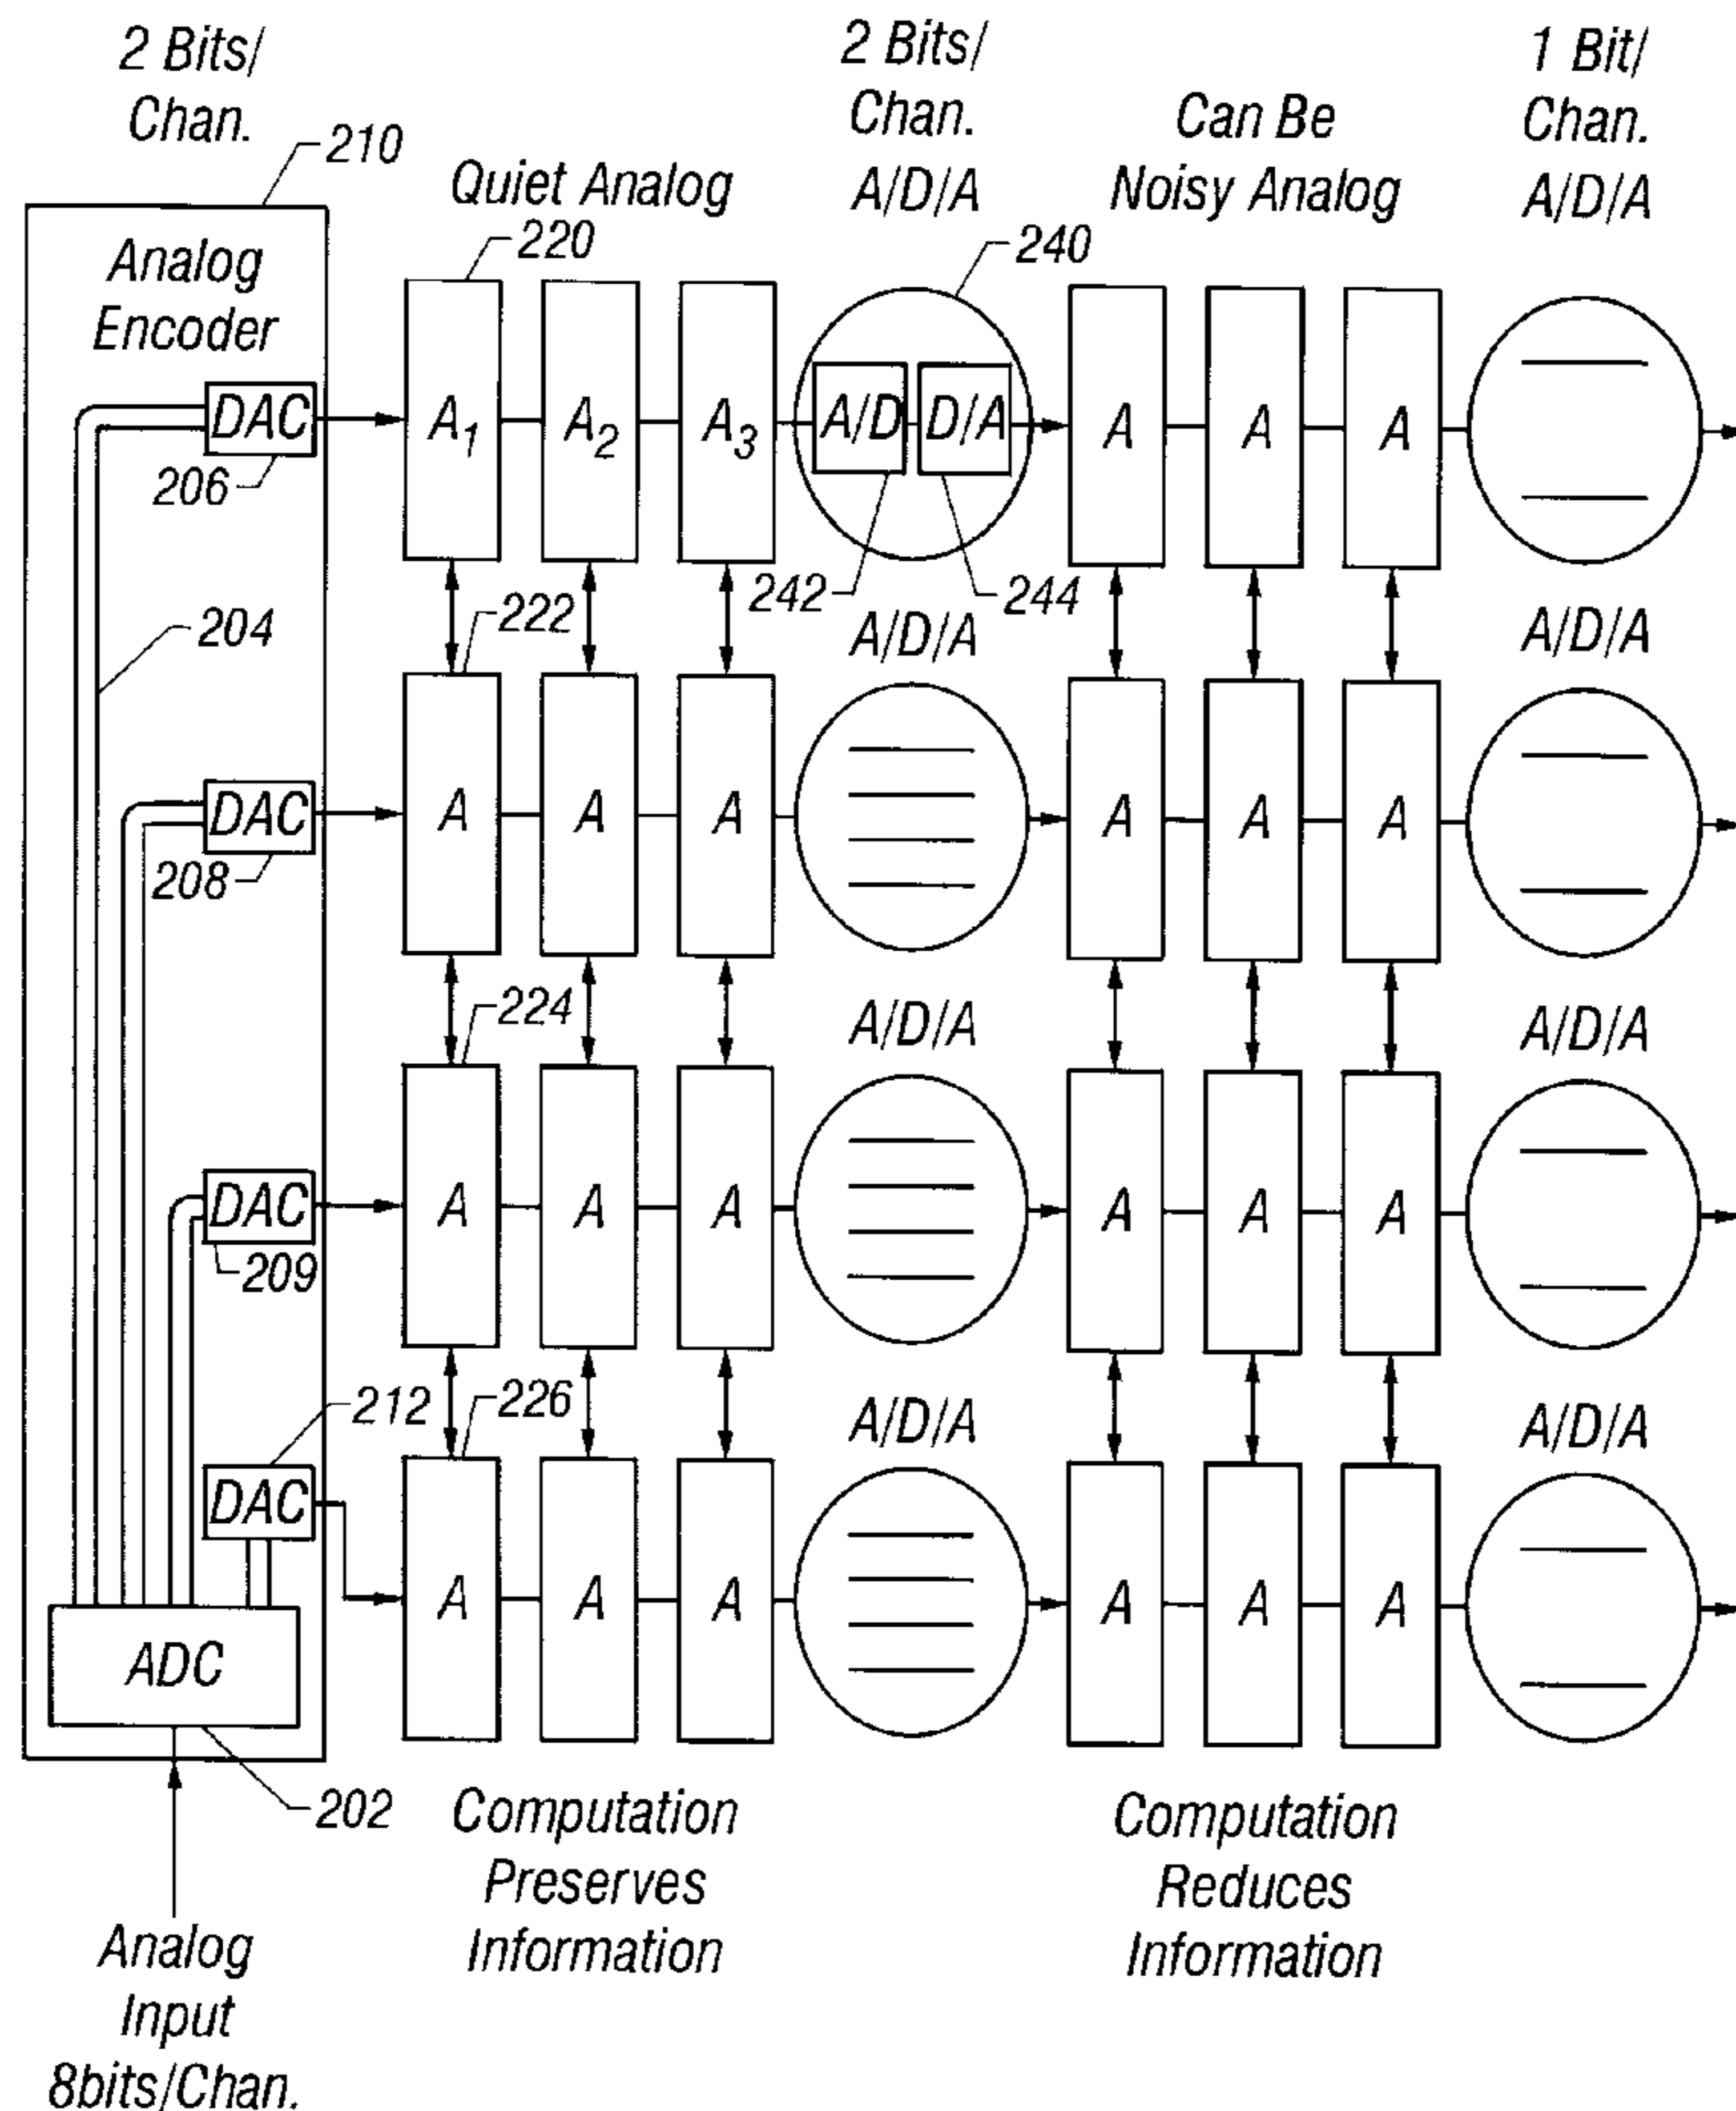 2 Bits/
Chan.
210
Quiet Analog
2 Bits/
Chan.
A/D/A
Can Be
Noisy Analog
1 Bit/
Chan.
A/D/A
Analog
Encoder
220
240
DAC
206
A1
A2
A3
A/D
D/A
A
A
A
242
244
204
222
A/D/A
A/D/A
DAC
208
A
A
A
A
A
A
224
A/D/A
A/D/A
DAC
209
A
A
A
A
A
A
212
226
A/D/A
A/D/A
DAC
A
A
A
A
A
A
ADC
202
Computation
Preserves
Information
Computation
Reduces
Information
Analog
Input
8bits/Chan.